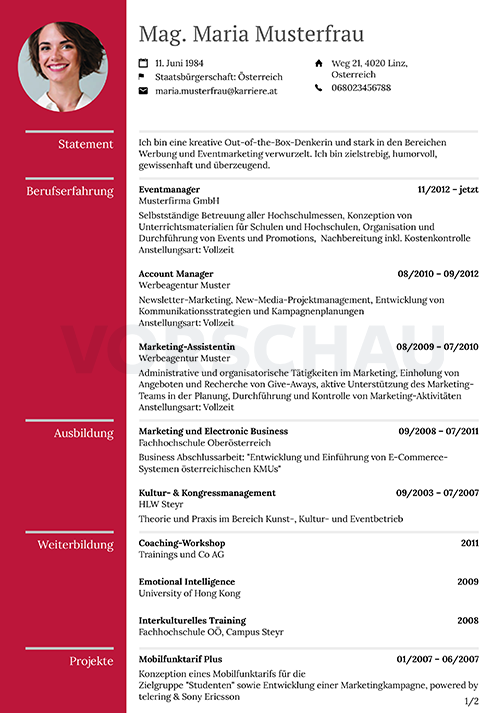 Mag. Maria Musterfrau
11. Juni 1984
Weg 21, 4020 Linz,
Österreich
Staatsbürgerschaft: Österreich
maria.musterfrau@karriere.at
068023456788
Statement
Ich bin eine kreative Out-of-the-Box-Denkerin und stark in den Bereichen
Werbung und Eventmarketing verwurzelt. Ich bin zielstrebig, humorvoll,
gewissenhaft und überzeugend.
Berufserfahrung
Eventmanager 11/2012 – jetzt
Musterfirma GmbH
Selbstständige Betreuung aller Hochschulmessen, Konzeption von
Unterrichtsmaterialien für Schulen und Hochschulen, Organisation und
Durchführung von Events und Promotions, Nachbereitung inkl. Kostenkontrolle
Anstellungsart: Vollzeit
Account Manager 08/2010 – 09/2012
Werbeagentur Muster
Newsletter-Marketing, New-Media-Projektmanagement, Entwicklung von
Kommunikationsstrategien und Kampagnenplanungen
Anstellungsart: Vollzeit
VORSCHAU
Marketing-Assistentin 08/2009 – 07/2010
Werbeagentur Muster
Administrative und organisatorische Tätigkeiten im Marketing, Einholung von
Angeboten und Recherche von Give-Aways, aktive Unterstützung des Marketing-
Teams in der Planung, Durchführung und Kontrolle von Marketing-Aktivitäten
Anstellungsart: Vollzeit
Ausbildung
Marketing und Electronic Business 09/2008 – 07/2011
Fachhochschule Oberösterreich
Business Abschlussarbeit: "Entwicklung und Einführung von E-Commerce-
Systemen österreichischen KMUs"
Kultur- & Kongressmanagement 09/2003 – 07/2007
HLW Steyr
Theorie und Praxis im Bereich Kunst-, Kultur- und Eventbetrieb
Weiterbildung
Coaching-Workshop 2011
Trainings und Co AG
Emotional Intelligence 2009
University of Hong Kong
Interkulturelles Training 2008
Fachhochschule OÖ, Campus Steyr
Projekte
Mobilfunktarif Plus 01/2007 – 06/2007
Konzeption eines Mobilfunktarifs für die
Zielgruppe "Studenten" sowie Entwicklung einer Marketingkampagne, powered by
telering & Sony Ericsson
1/2